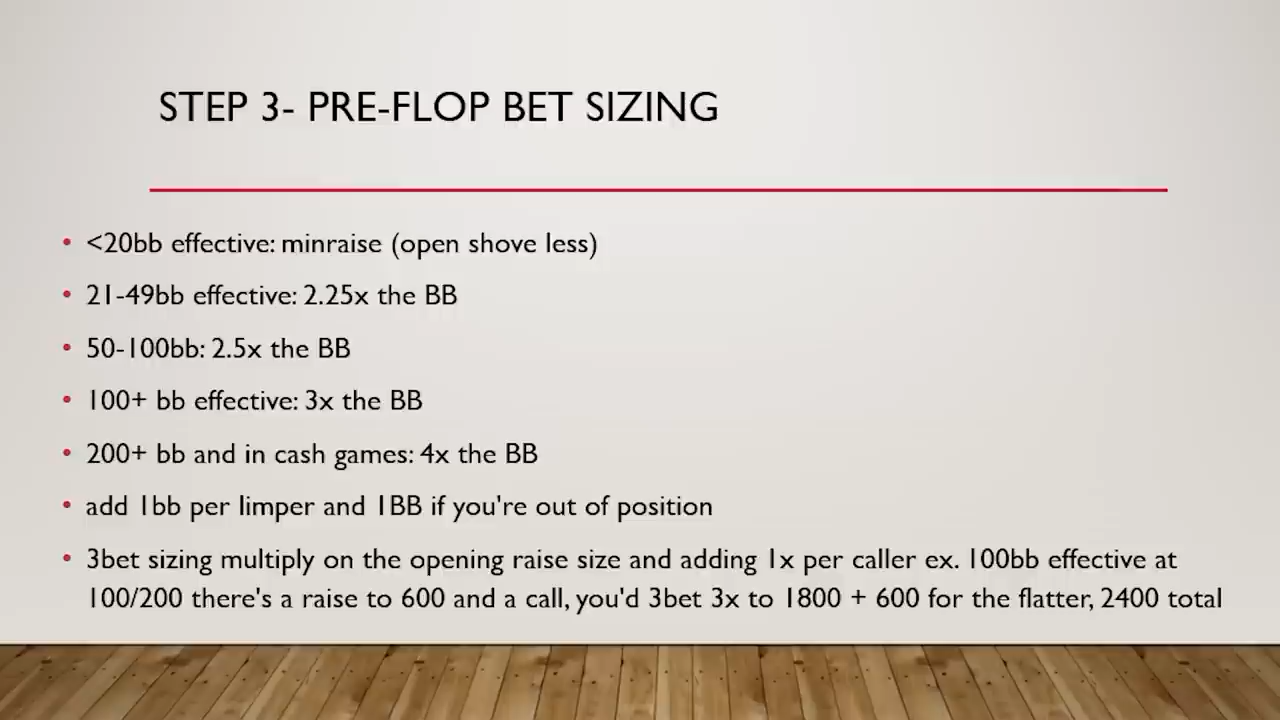 STEP 3- PRE-FLOP BET SIZING
• <20bb effective: minraise (open shove less)
• 21-49bb effective: 2.25x the BB
• 50-100bb: 2.5x the BB
• 100+ bb effective: 3x the BB
• 200+ bb and in cash games: 4x the BB
• add 1bb per limper and 1BB if you're out of position
• 3bet sizing multiply on the opening raise size and adding 1x per caller ex. 100bb effective at
100/200 there's a raise to 600 and a call, you'd 3bet 3x to 1800 + 600 for the flatter, 2400 total